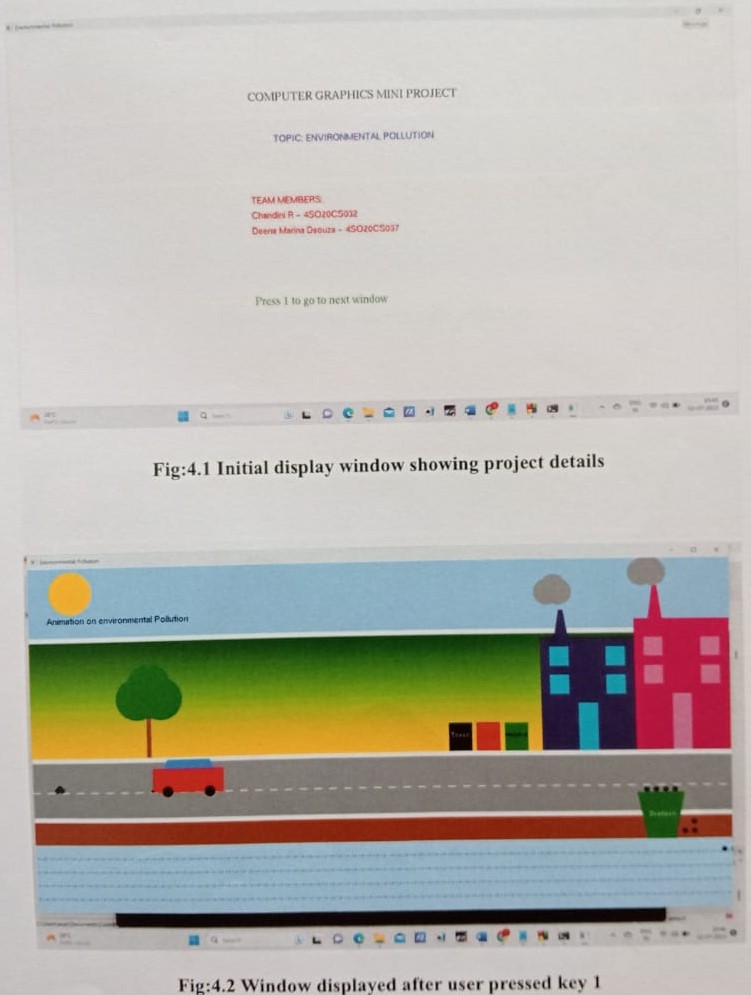 Environmental Pollution
COMPUTER GRAPHICS MINI PROJECT
TOPIC: ENVIRONMENTAL POLLUTION
TEAM MEMBERS:
Chandini R - 4SO20CS032
Deena Marina Dsouza - 4SO20CS037
Press 1 to go to next window
Search
Fig:4.1 Initial display window showing project details
Environmental Pollution
Animation on environmental Pollution
Search
Fig:4.2 Window displayed after user pressed key 1